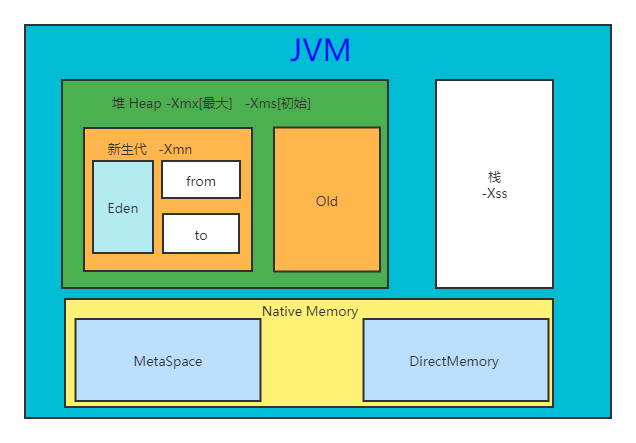 JVM
堆 Heap -Xmx[最大] -Xms[初始]
新生代 -Xmn
Eden
from
to
Old
栈
-Xss
Native Memory
MetaSpace
DirectMemory